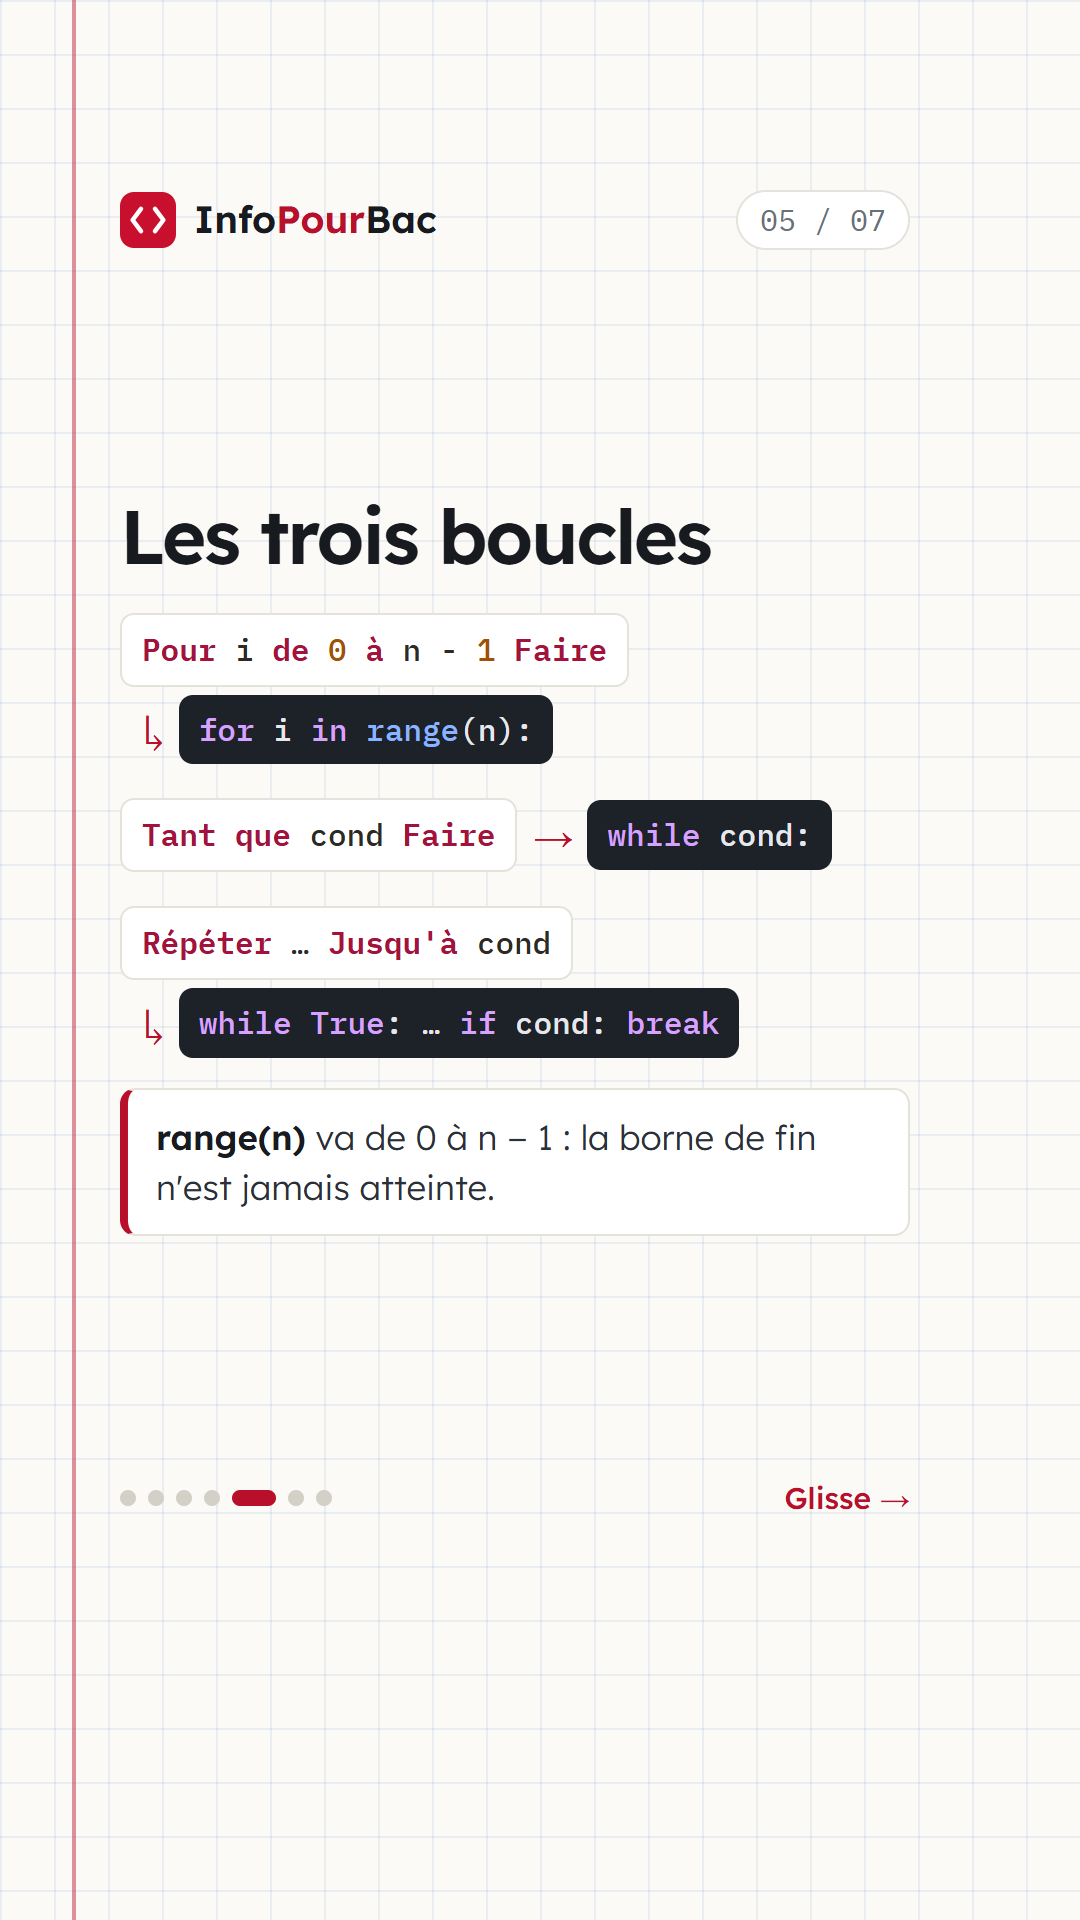 InfoPourBac
05 / 07
Les trois boucles
Pour i de 0 à n - 1 Faire
↳ for i in range(n):
Tant que cond Faire → while cond:
Répéter … Jusqu'à cond
↳ while True: … if cond: break
range(n) va de 0 à n – 1 : la borne de fin
n'est jamais atteinte.
Glisse →